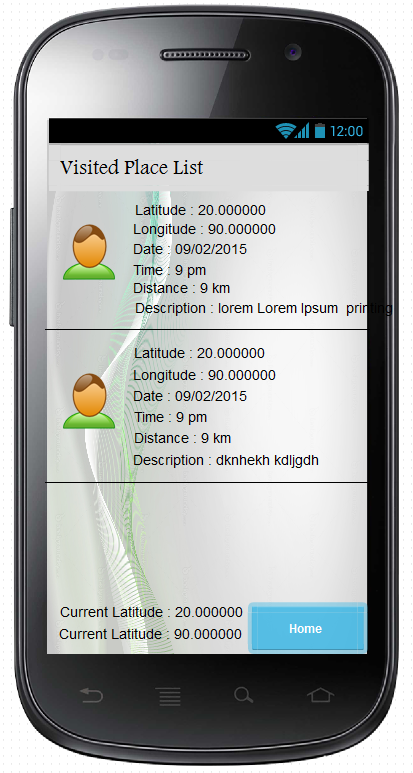 12:00
Visited Place List
Latitude : 20.000000
Longitude : 90.000000
Date : 09/02/2015
Time : 9 pm
Distance : 9 km
Description : lorem Lorem Ipsum printing
Latitude : 20.000000
Longitude : 90.000000
Date : 09/02/2015
Time : 9 pm
Distance : 9 km
Description : dknhekh kdljgdh
Current Latitude : 20.000000
Current Latitude : 90.000000
Home